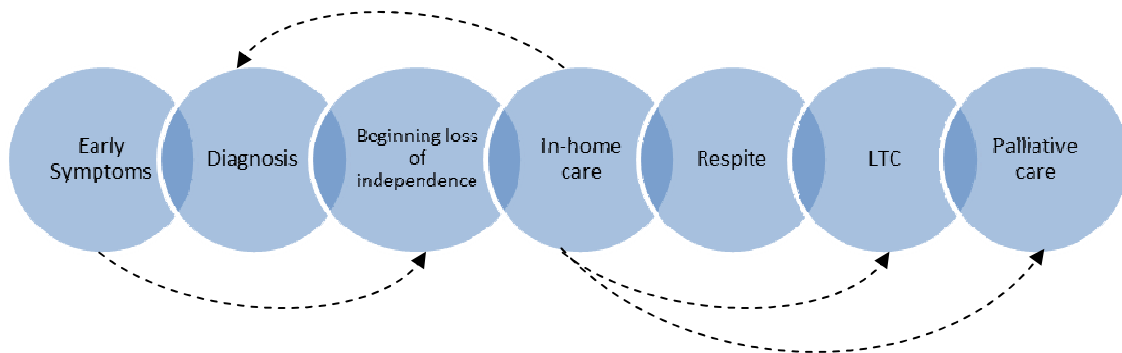 Early
Symptoms
Diagnosis
Beginning loss
of
independence
In-home
care
Respite
LTC
Palliative
care